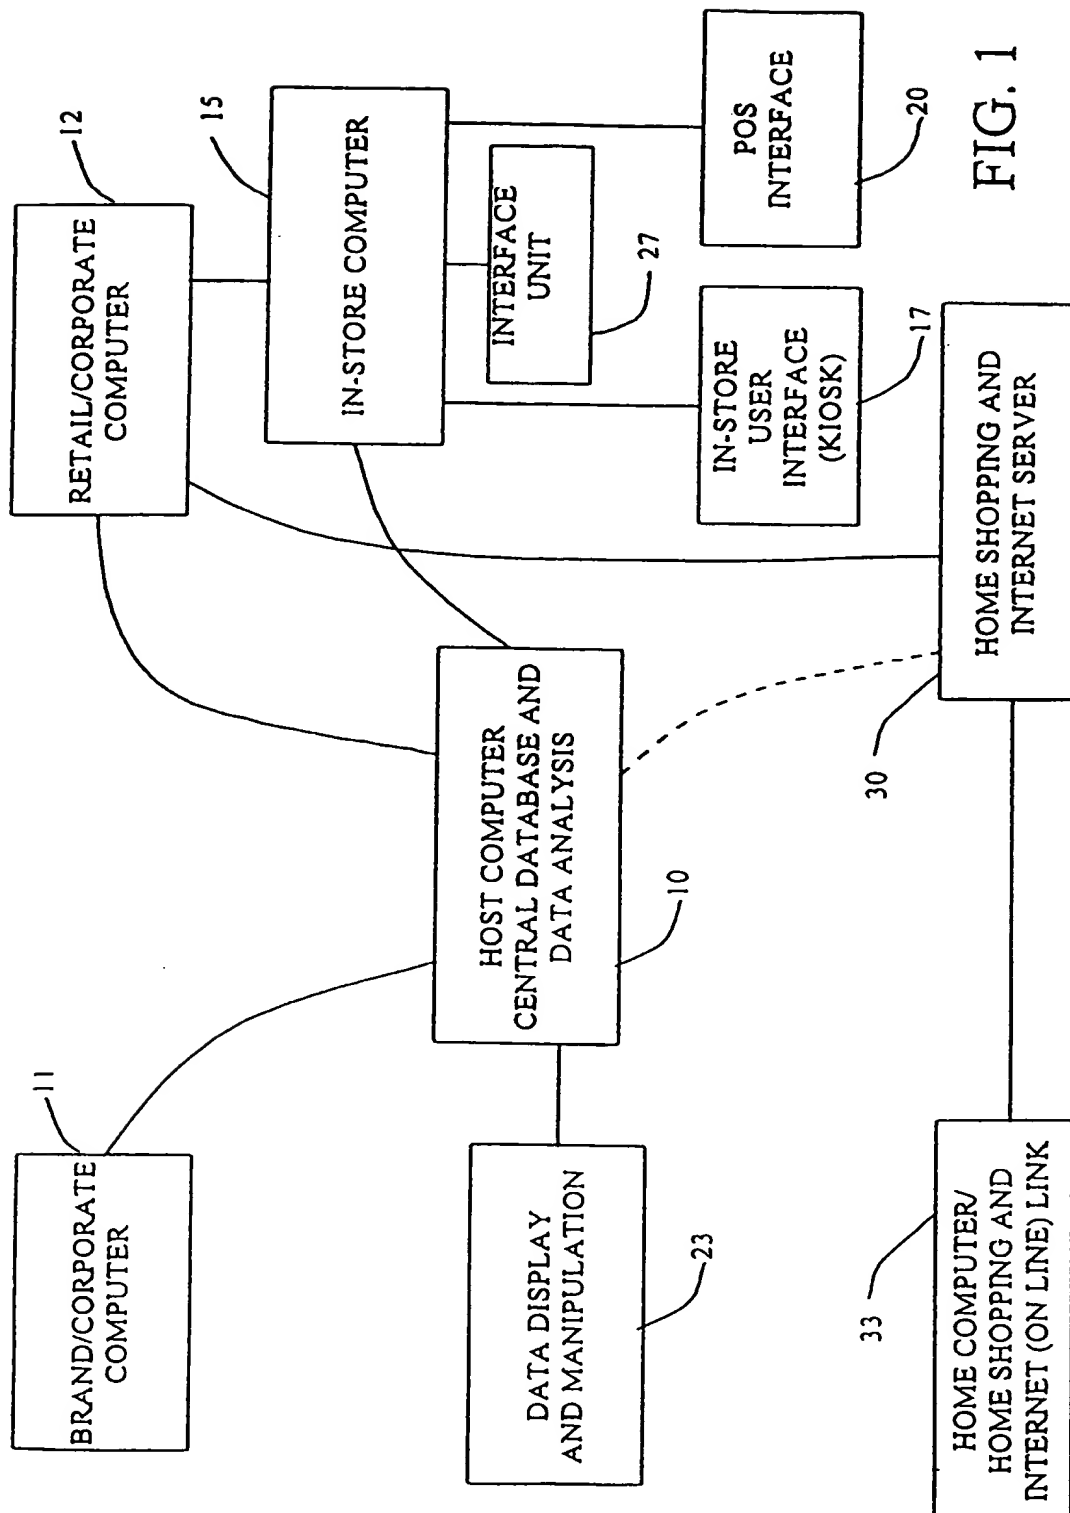 BRAND/CORPORATE
COMPUTER
11
RETAIL/CORPORATE
COMPUTER
12
IN-STORE COMPUTER
15
HOST COMPUTER
CENTRAL DATABASE AND
DATA ANALYSIS
10
DATA DISPLAY
AND MANIPULATION
23
INTERFACE
UNIT
27
IN-STORE
USER
INTERFACE
(KIOSK)
17
POS
INTERFACE
20
HOME COMPUTER/
HOME SHOPPING AND
INTERNET (ON LINE) LINK
33
HOME SHOPPING AND
INTERNET SERVER
30
FIG. 1